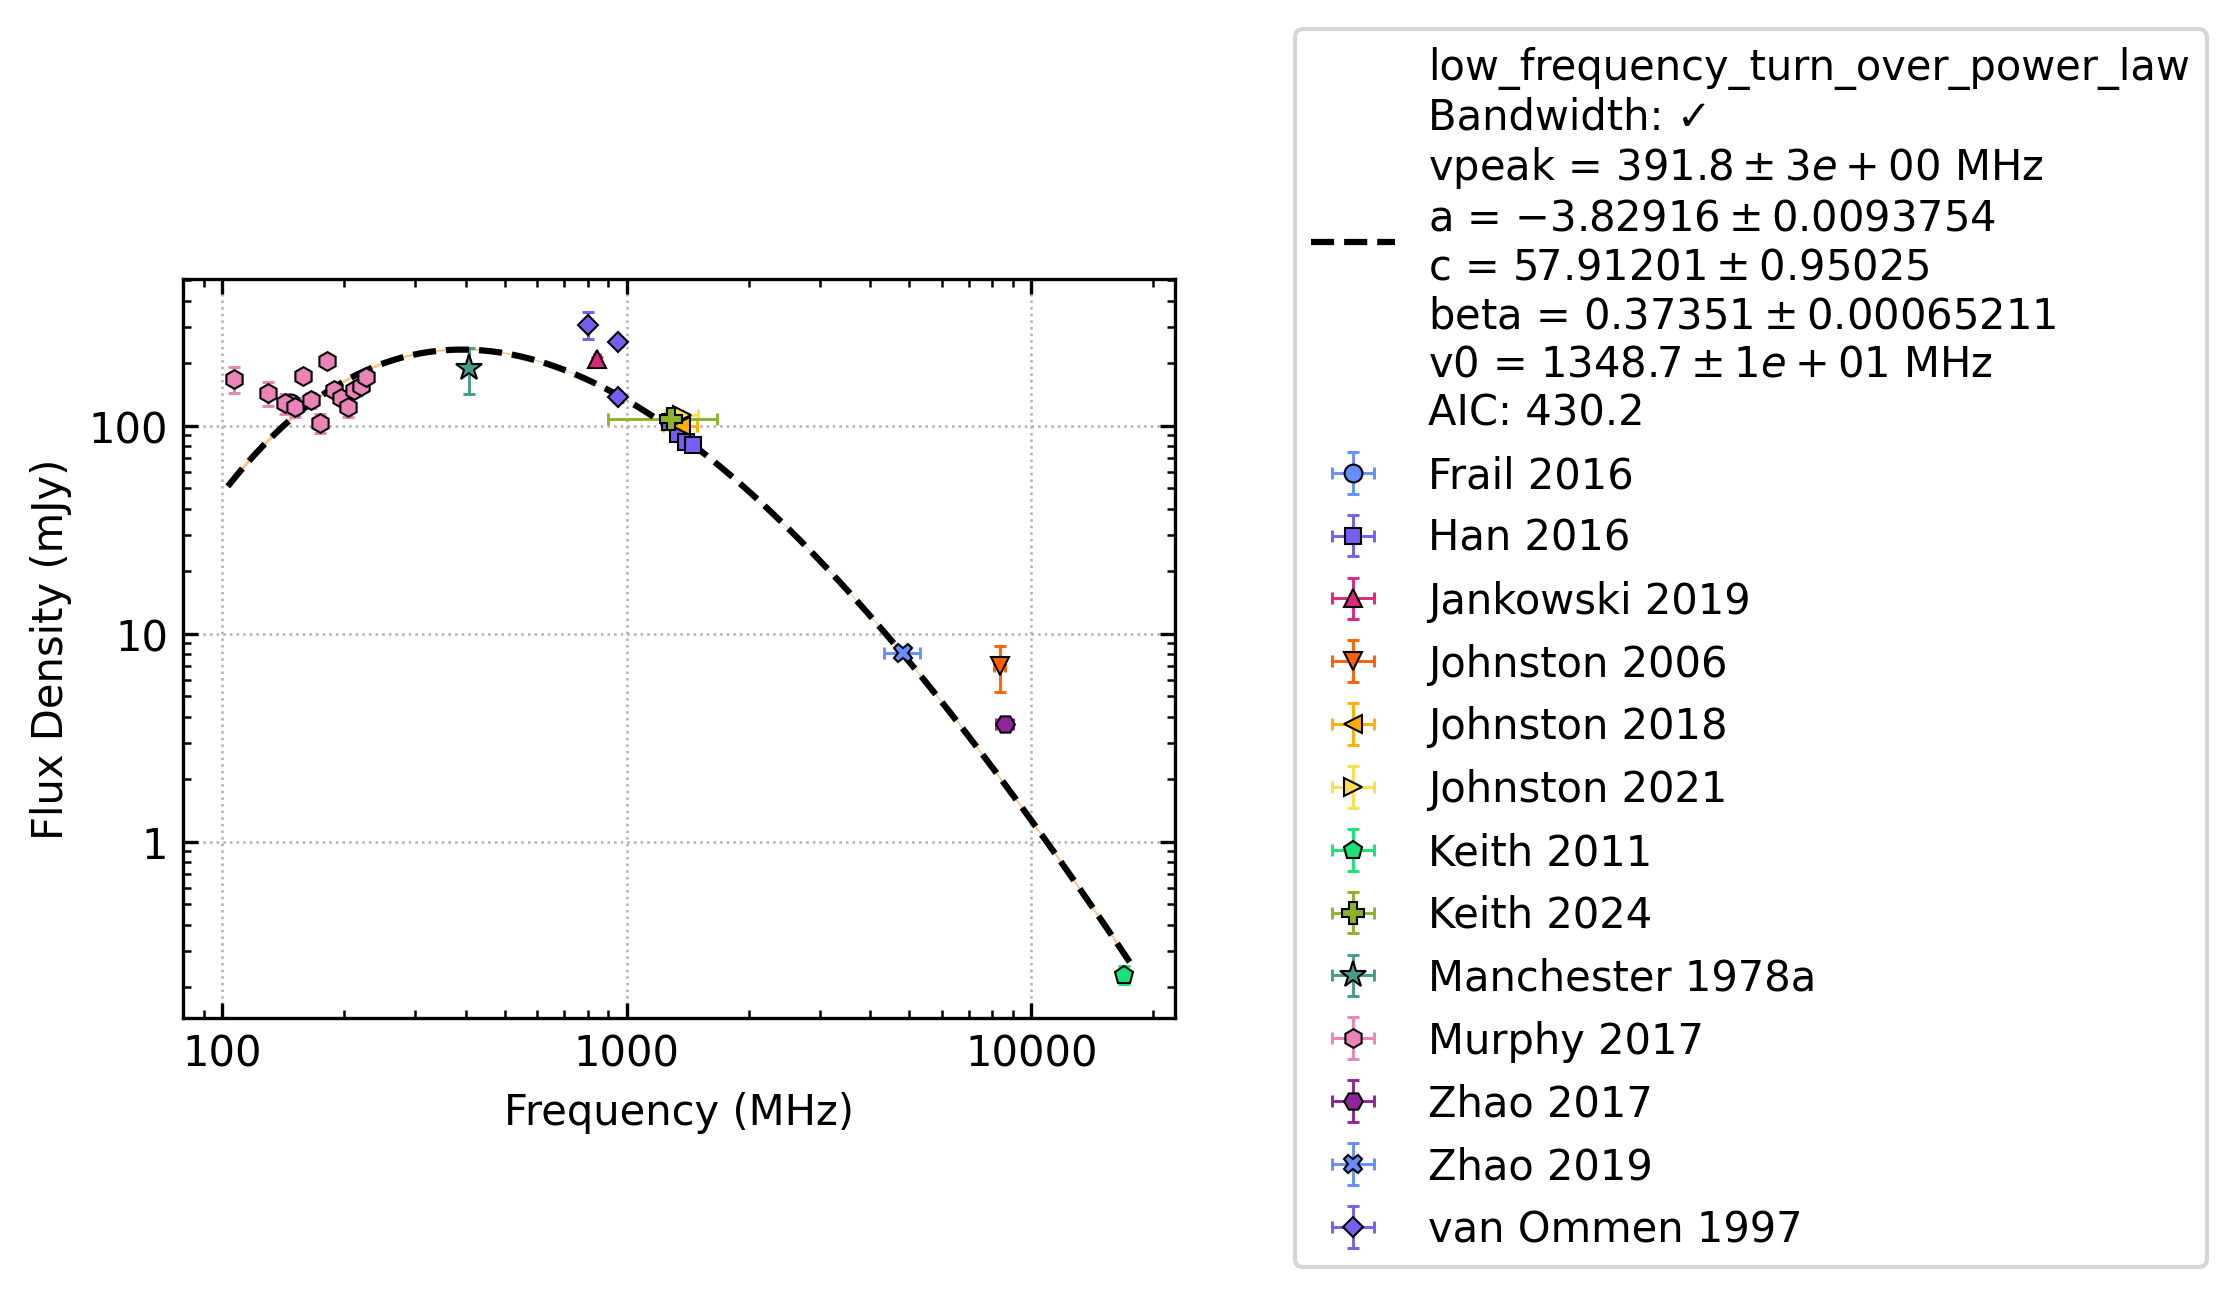 low_frequency_turn_over_power_law
Bandwidth: ✓
vpeak = 391.8 ± 3e + 00 MHz
a = −3.82916 ± 0.0093754
c = 57.91201 ± 0.95025
beta = 0.37351 ± 0.00065211
v0 = 1348.7 ± 1e + 01 MHz
AIC: 430.2
Frail 2016
Han 2016
Jankowski 2019
Johnston 2006
Johnston 2018
Johnston 2021
Keith 2011
Keith 2024
Manchester 1978a
Murphy 2017
Zhao 2017
Zhao 2019
van Ommen 1997
Flux Density (mJy)
100
10
1
100 1000 10000
Frequency (MHz)